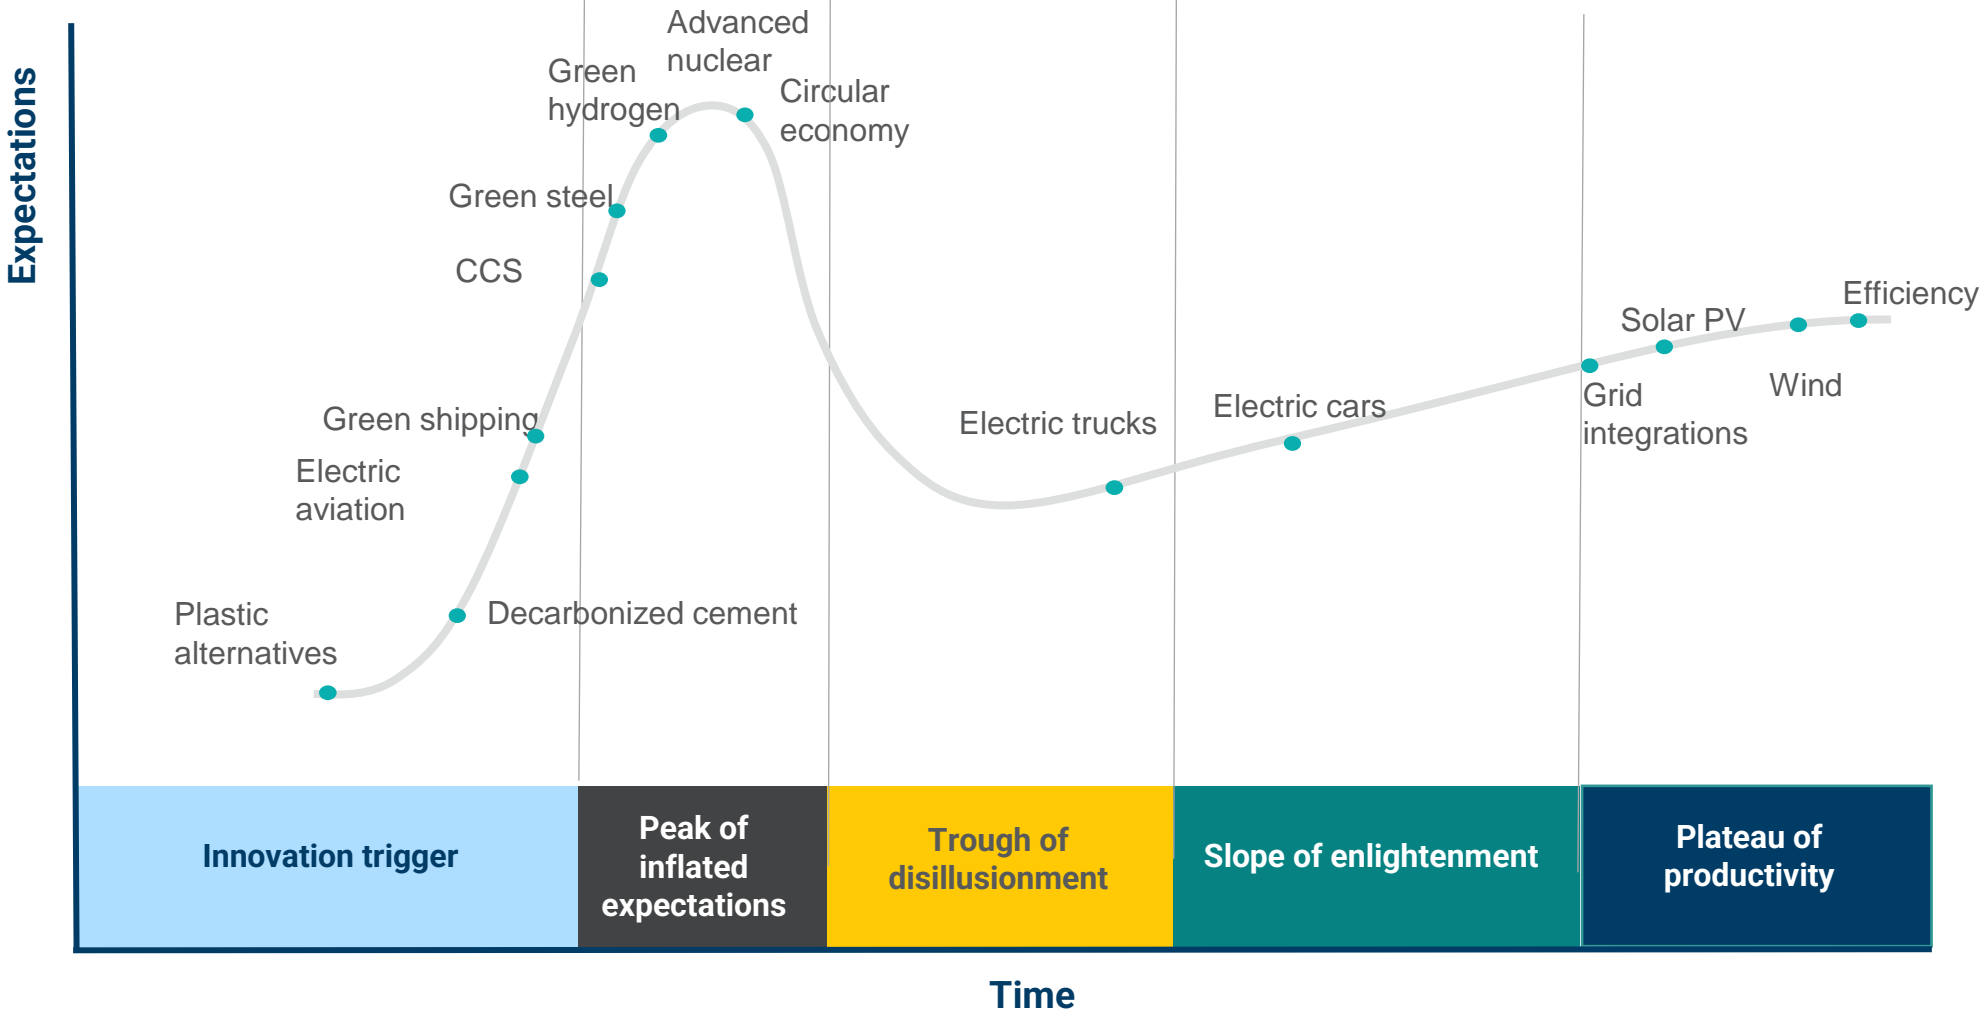 Advanced
nuclear
Green
hydrogen
Circular
economy
Expectations
Green steel
CCS
Efficiency
Solar PV
Wind
Grid
integrations
Electric cars
Electric trucks
Green shipping
Electric
aviation
Plastic
alternatives
Decarbonized cement
Innovation trigger
Peak of
inflated
expectations
Trough of
disillusionment
Slope of enlightenment
Plateau of
productivity
Time